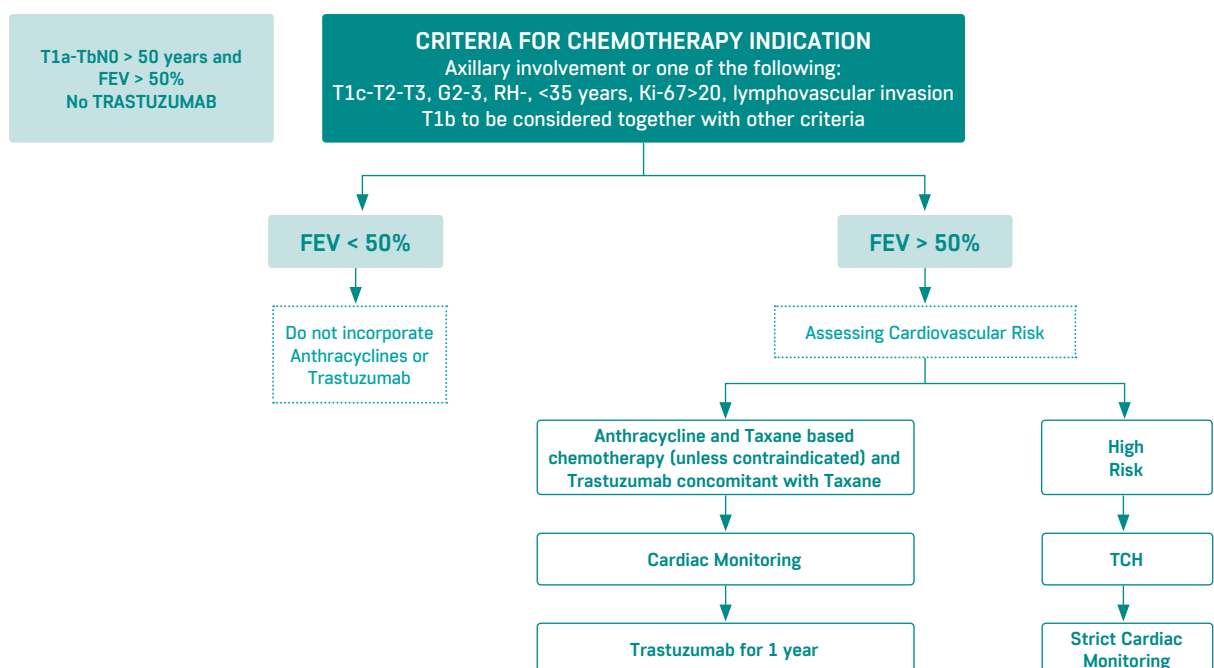 T1a-TbN0 > 50 years and
FEV > 50%
No TRASTUZUMAB
CRITERIA FOR CHEMOTHERAPY INDICATION
Axillary involvement or one of the following:
T1c-T2-T3, G2-3, RH-, <35 years, Ki-67>20, lymphovascular invasion
T1b to be considered together with other criteria
FEV < 50%
FEV > 50%
Do not incorporate
Anthracyclines or
Trastuzumab
Assessing Cardiovascular Risk
Anthracycline and Taxane based
chemotherapy (unless contraindicated) and
Trastuzumab concomitant with Taxane
High
Risk
Cardiac Monitoring
TCH
Trastuzumab for 1 year
Strict Cardiac
Monitoring